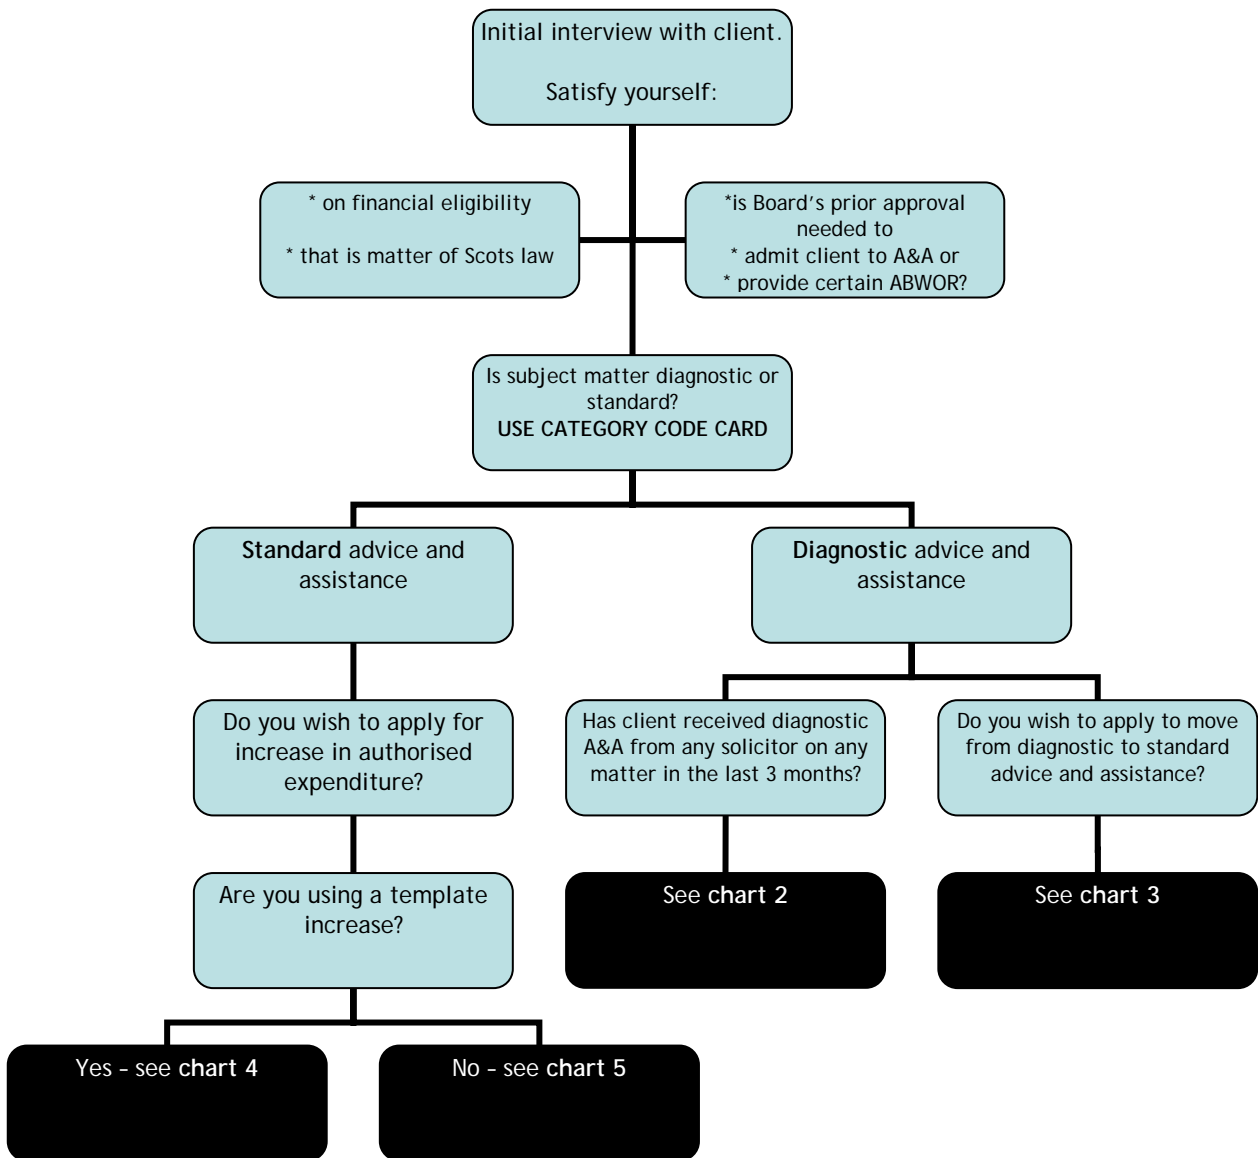 Initial interview with client.
Satisfy yourself:
* on financial eligibility
* that is matter of Scots law
*is Board's prior approval
needed to
* admit client to A&A or
* provide certain ABWOR?
Is subject matter diagnostic or
standard?
USE CATEGORY CODE CARD
Standard advice and
assistance
Diagnostic advice and
assistance
Do you wish to apply for
increase in authorised
expenditure?
Has client received diagnostic
A&A from any solicitor on any
matter in the last 3 months?
Do you wish to apply to move
from diagnostic to standard
advice and assistance?
Are you using a template
increase?
See chart 2
See chart 3
Yes - see chart 4
No - see chart 5